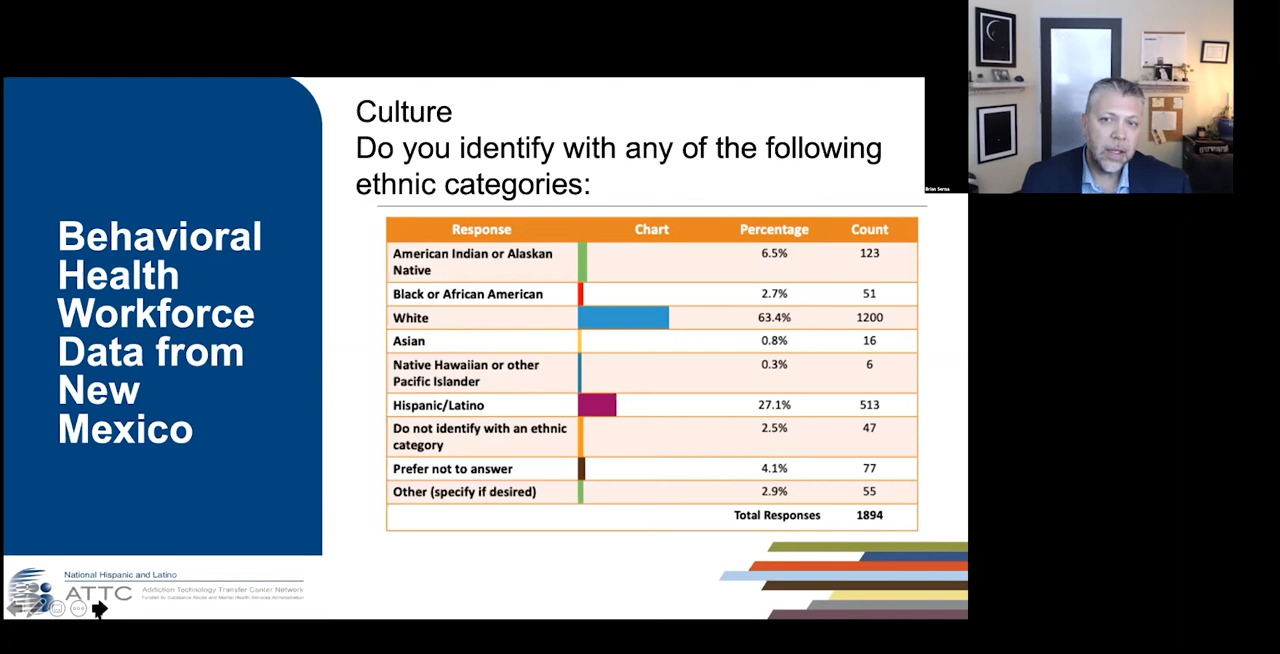 Culture
Do you identify with any of the following
ethnic categories:
Behavioral
Health
Workforce
Data from
New
Mexico
Response Chart Percentage Count
American Indian or Alaskan
Native 6.5% 123
Black or African American 2.7% 51
White 63.4% 1200
Asian 0.8% 16
Native Hawaiian or other
Pacific Islander 0.3% 6
Hispanic/Latino 27.1% 513
Do not identify with an ethnic
category 2.5% 47
Prefer not to answer 4.1% 77
Other (specify if desired) 2.9% 55
Total Responses 1894
National Hispanic and Latino
ATTC Addiction Technology Transfer Center Network
Funded by Substance Abuse and Mental Health Services Administration
Brian Serna